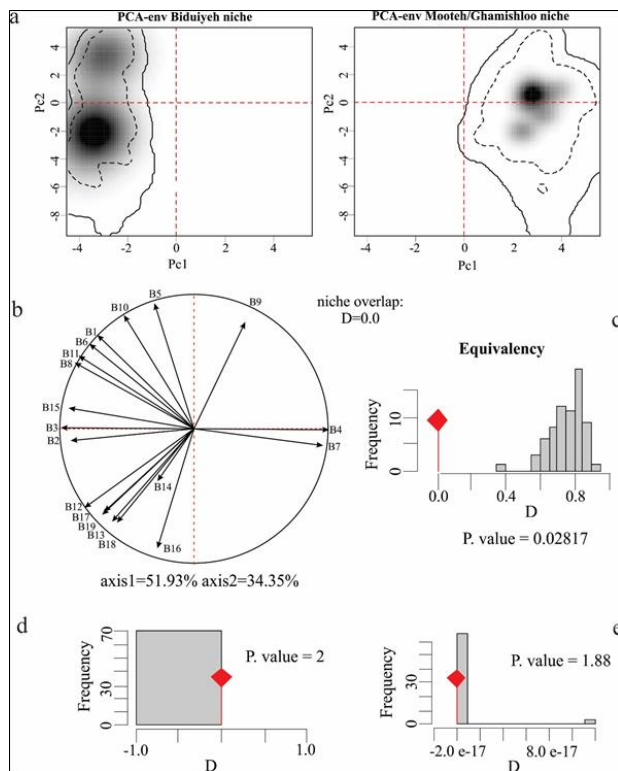 a
PCA-env Biduiyeh niche
PCA-env Mooteh/Ghamishloo niche
Pc2
4
2
0
-2
-4
-6
-8
-4
-2
0
2
4
Pc1
Pc2
4
2
0
-2
-4
-6
-8
-4
-2
0
2
4
Pc1
b
B5
B10
B9
B1
B6
B11
B8
B15
B3
B2
B4
B7
B14
B12
B17
B19
B13
B18
B16
axis1=51.93% axis2=34.35%
niche overlap:
D=0.0
c
Equivalency
Frequency
10
0
0.0
0.4
0.8
D
P. value = 0.02817
d
Frequency
70
30
0
P. value = 2
-1.0
1.0
D
e
Frequency
60
30
0
P. value = 1.88
-2.0 e-17
8.0 e-17
D